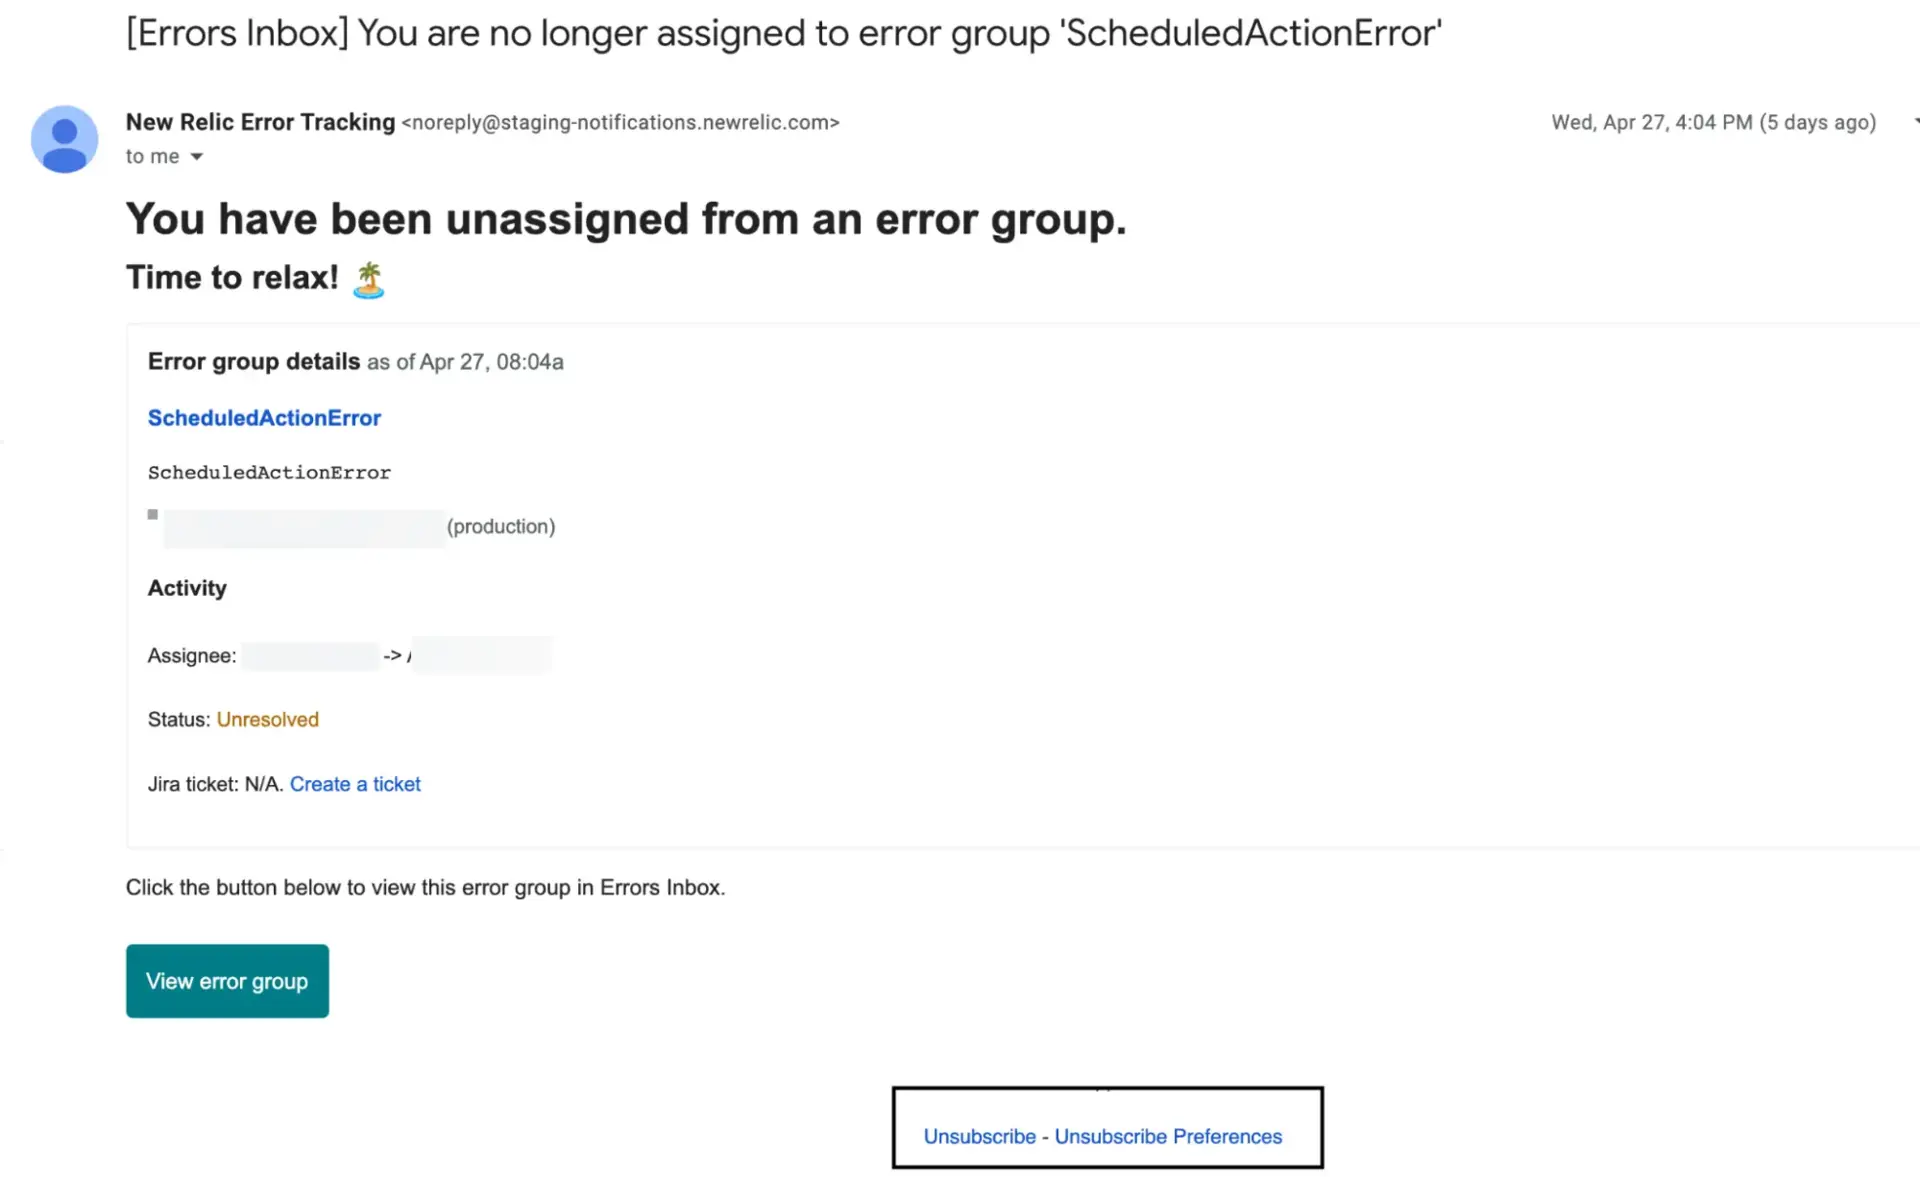 [Errors Inbox] You are no longer assigned to error group 'ScheduledActionError'
New Relic Error Tracking <noreply@staging-notifications.newrelic.com>
Wed, Apr 27, 4:04 PM (5 days ago)
to me
You have been unassigned from an error group.
Time to relax! 🏝️
Error group details as of Apr 27, 08:04a
ScheduledActionError
ScheduledActionError
(production)
Activity
Assignee: ->
Status: Unresolved
Jira ticket: N/A. Create a ticket
Click the button below to view this error group in Errors Inbox.
View error group
Unsubscribe - Unsubscribe Preferences